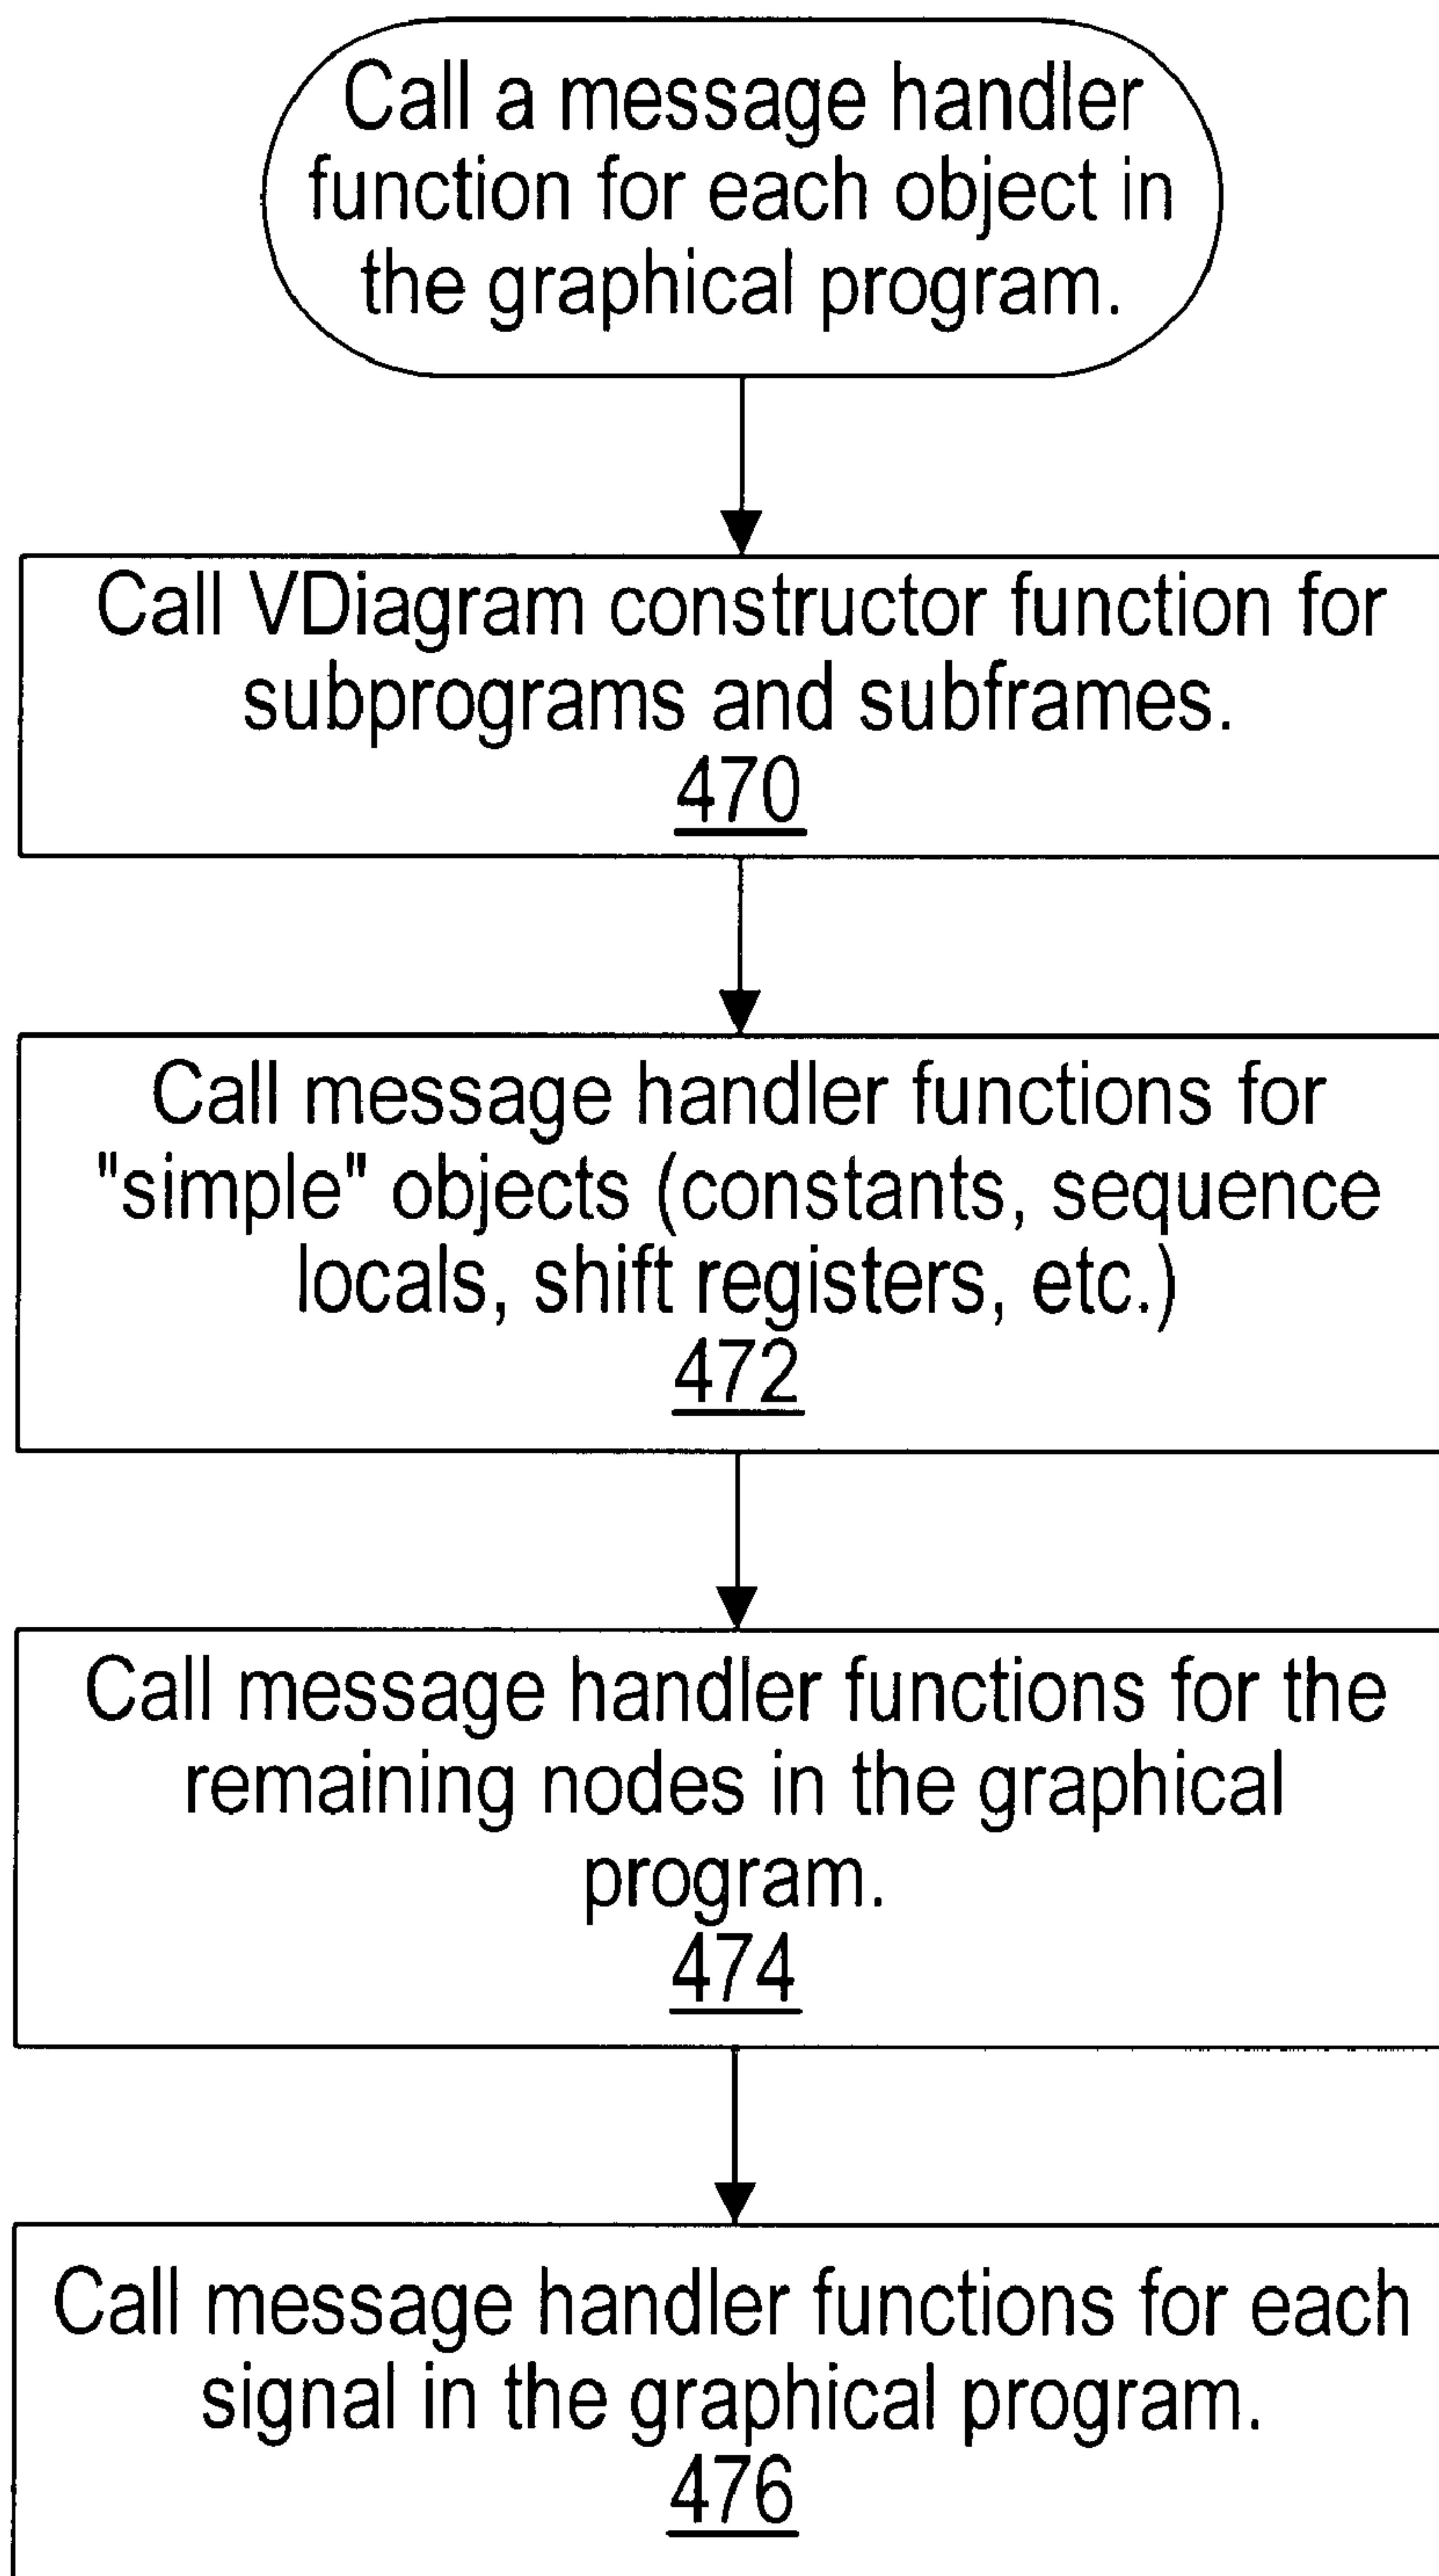 Call a message handler
function for each object in
the graphical program.
Call VDiagram constructor function for
subprograms and subframes.
470
Call message handler functions for
"simple" objects (constants, sequence
locals, shift registers, etc.)
472
Call message handler functions for the
remaining nodes in the graphical
program.
474
Call message handler functions for each
signal in the graphical program.
476